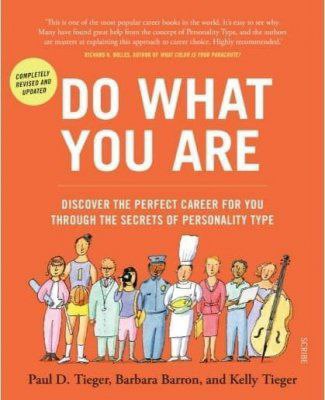 "This is one of the most popular career books in the world. It's easy to see why.
Many have found great help from the concept of Personality Type, and the authors
are masters at explaining this approach to career choice. Highly recommended."
RICHARD N. BOLLES, AUTHOR OF WHAT COLOR IS YOUR PARACHUTE?
COMPLETELY
REVISED AND
UPDATED
DO WHAT
YOU ARE
DISCOVER THE PERFECT CAREER FOR YOU
THROUGH THE SECRETS OF PERSONALITY TYPE
SCRIBE
Paul D. Tieger, Barbara Barron, and Kelly Tieger